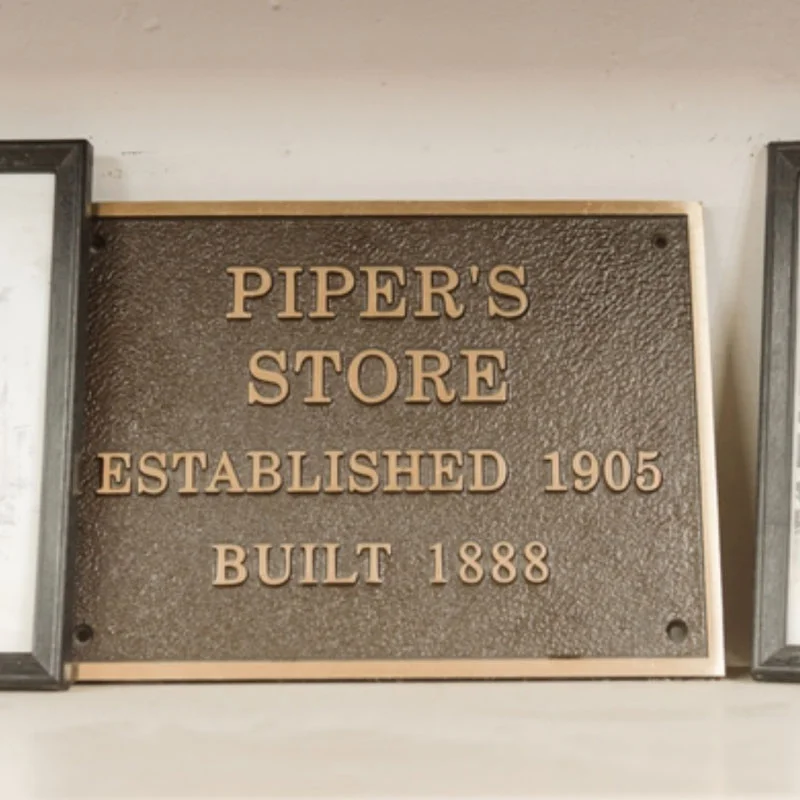 PIPER'S
STORE
ESTABLISHED 1905
BUILT 1888